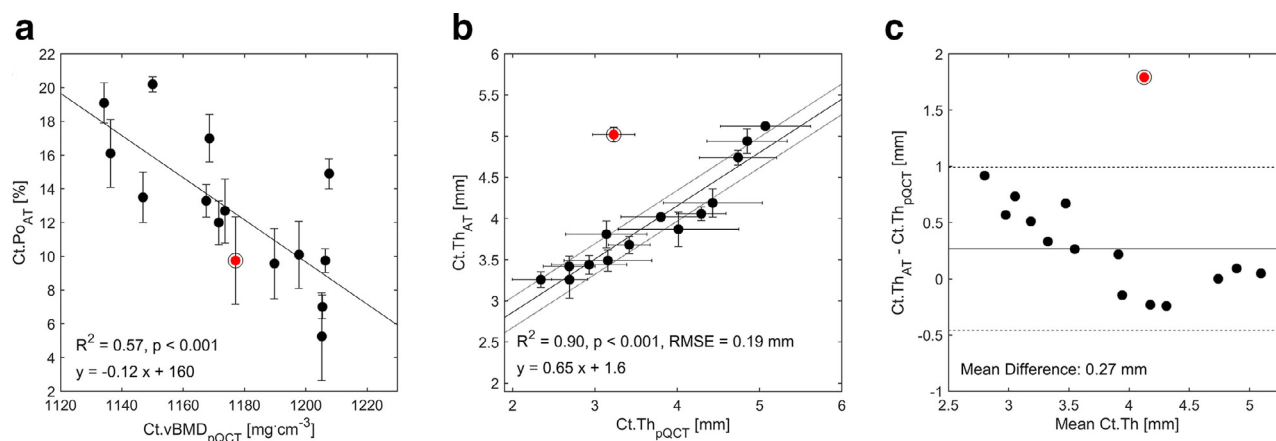 a
Ct.Po_AT [%]
22
20
18
16
14
12
10
8
6
4
2
R² = 0.57, p < 0.001
y = -0.12 x + 160
1120 1140 1160 1180 1200 1220
Ct.vBMD_pQCT [mg·cm⁻³]
b
Ct.Th_AT [mm]
6
5.5
5
4.5
4
3.5
3
2.5
2
R² = 0.90, p < 0.001, RMSE = 0.19 mm
y = 0.65 x + 1.6
2 3 4 5 6
Ct.Th_pQCT [mm]
c
Ct.Th_AT - Ct.Th_pQCT [mm]
2
1.5
1
0.5
0
-0.5
-1
Mean Difference: 0.27 mm
2.5 3 3.5 4 4.5 5
Mean Ct.Th [mm]